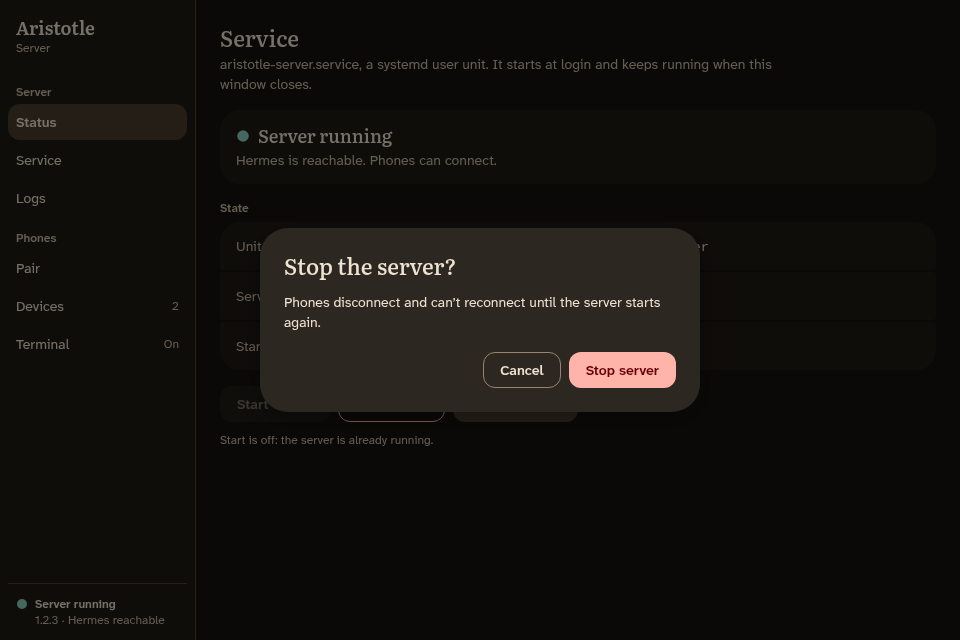 Aristotle
Server
Server
Status
Service
Logs
Phones
Pair
Devices 2
Terminal On
Server running
1.2.3 · Hermes reachable
Service
aristotle-server.service, a systemd user unit. It starts at login and keeps running when this
window closes.
Server running
Hermes is reachable. Phones can connect.
State
Stop the server?
Phones disconnect and can't reconnect until the server starts
again.
Cancel Stop server
Start
Start is off: the server is already running.